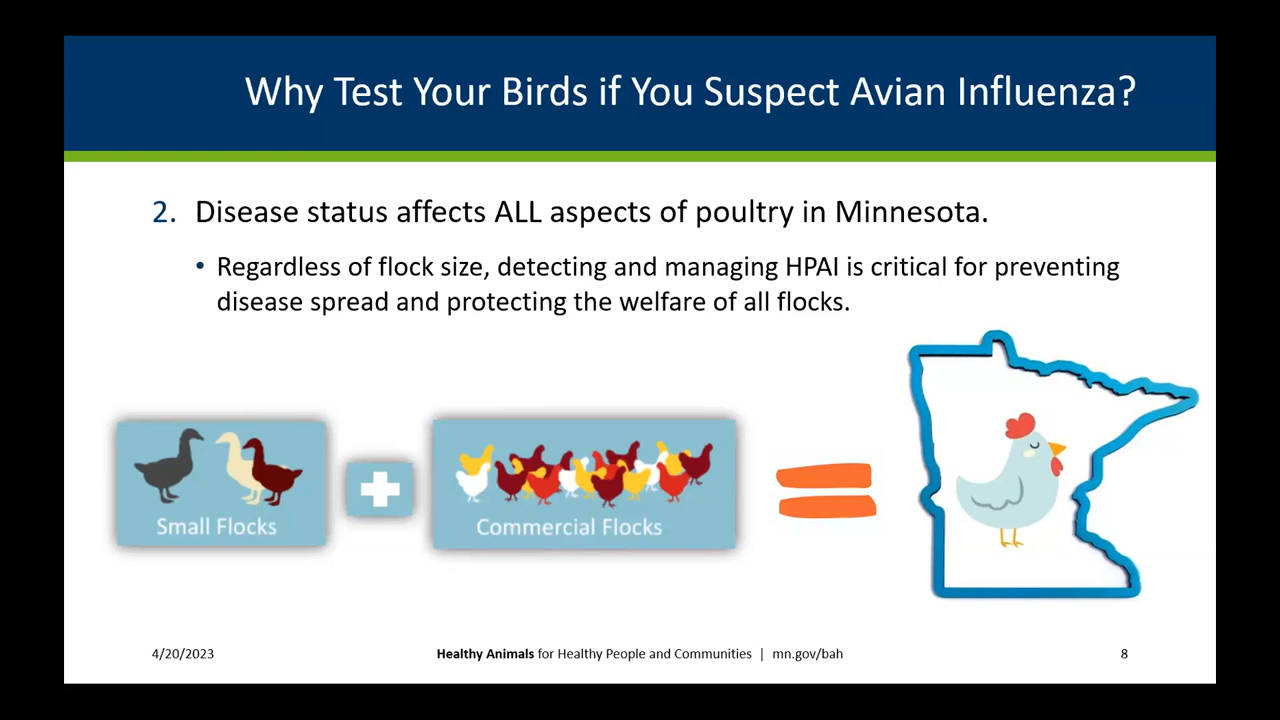 Why Test Your Birds if You Suspect Avian Influenza?
2. Disease status affects ALL aspects of poultry in Minnesota.
• Regardless of flock size, detecting and managing HPAI is critical for preventing
disease spread and protecting the welfare of all flocks.
Small Flocks
Commercial Flocks
4/20/2023
Healthy Animals for Healthy People and Communities | mn.gov/bah
8